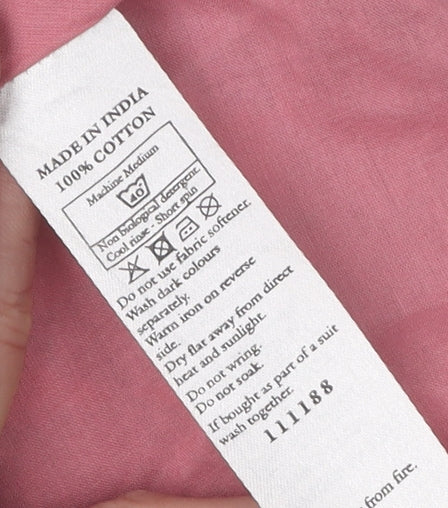 MADE IN INDIA
100% COTTON
Machine Medium
40°
Non biological detergent
Cool rinse - Short spin
Do not use fabric softener.
Wash dark colours
separately.
Warm iron on reverse
side.
Dry flat away from direct
heat and sunlight.
Do not wring.
Do not soak.
If bought as part of a suit
wash together.
111188
from fire.